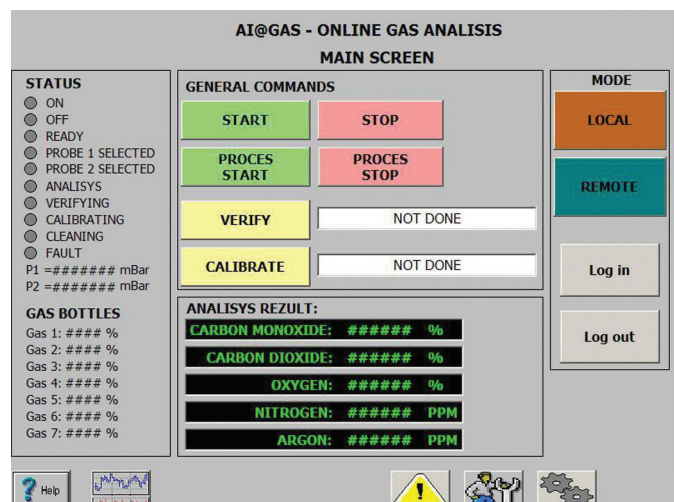 AI@GAS - ONLINE GAS ANALISIS
MAIN SCREEN
STATUS
ON
OFF
READY
PROBE 1 SELECTED
PROBE 2 SELECTED
ANALISYS
VERIFYING
CALIBRATING
CLEANING
FAULT
P1 =####### mBar
P2 =####### mBar
GAS BOTTLES
Gas 1: #### %
Gas 2: #### %
Gas 3: #### %
Gas 4: #### %
Gas 5: #### %
Gas 6: #### %
Gas 7: #### %
GENERAL COMMANDS
START STOP
PROCES START PROCES STOP
VERIFY NOT DONE
CALIBRATE NOT DONE
ANALISYS REZULT:
CARBON MONOXIDE: ###### %
CARBON DIOXIDE: ###### %
OXYGEN: ###### %
NITROGEN: ###### PPM
ARGON: ###### PPM
MODE
LOCAL
REMOTE
Log in
Log out
? Help